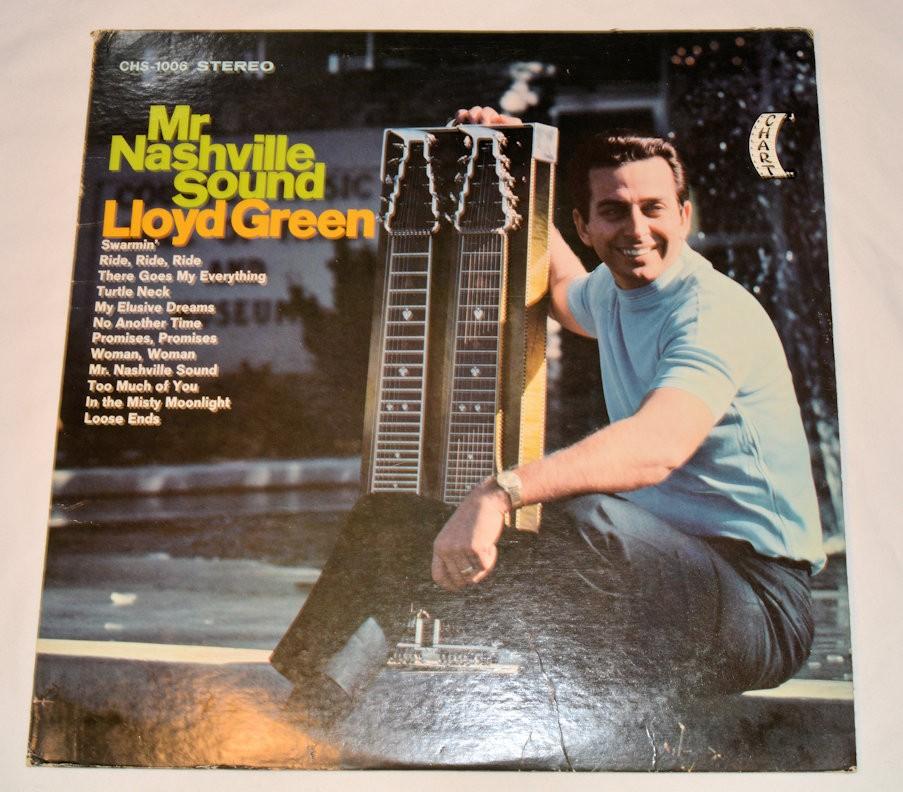 CHS-1006 STEREO
Mr
Nashville
Sound
Lloyd Green
Swarmin'
Ride, Ride, Ride
There Goes My Everything
Turtle Neck
My Elusive Dreams
No Another Time
Promises, Promises
Woman, Woman
Mr. Nashville Sound
Too Much of You
In the Misty Moonlight
Loose Ends
CHART